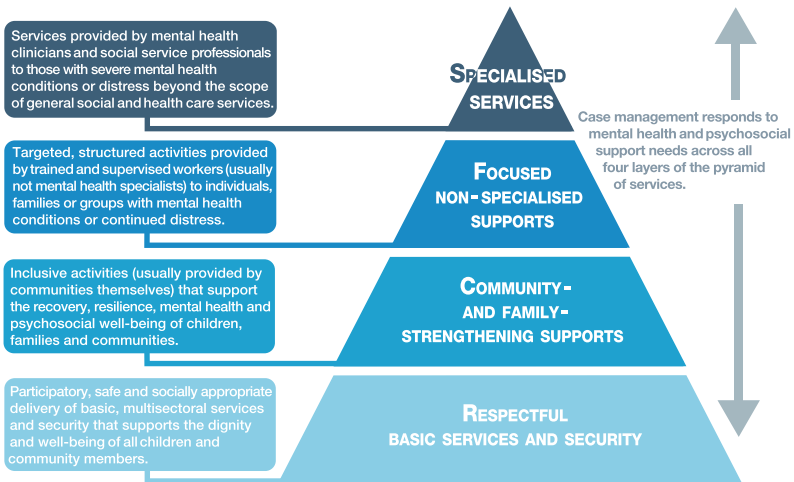 Services provided by mental health
clinicians and social service professionals
to those with severe mental health
conditions or distress beyond the scope
of general social and health care services.
SPECIALISED
SERVICES
Case management responds to
mental health and psychosocial
support needs across all
four layers of the pyramid
of services.
Targeted, structured activities provided
by trained and supervised workers (usually
not mental health specialists) to individuals,
families or groups with mental health
conditions or continued distress.
FOCUSED
NON-SPECIALISED
SUPPORTS
Inclusive activities (usually provided by
communities themselves) that support
the recovery, resilience, mental health and
psychosocial well-being of children,
families and communities.
COMMUNITY-
AND FAMILY-
STRENGTHENING SUPPORTS
Participatory, safe and socially appropriate
delivery of basic, multisectoral services
and security that supports the dignity
and well-being of all children and
community members.
RESPECTFUL
BASIC SERVICES AND SECURITY